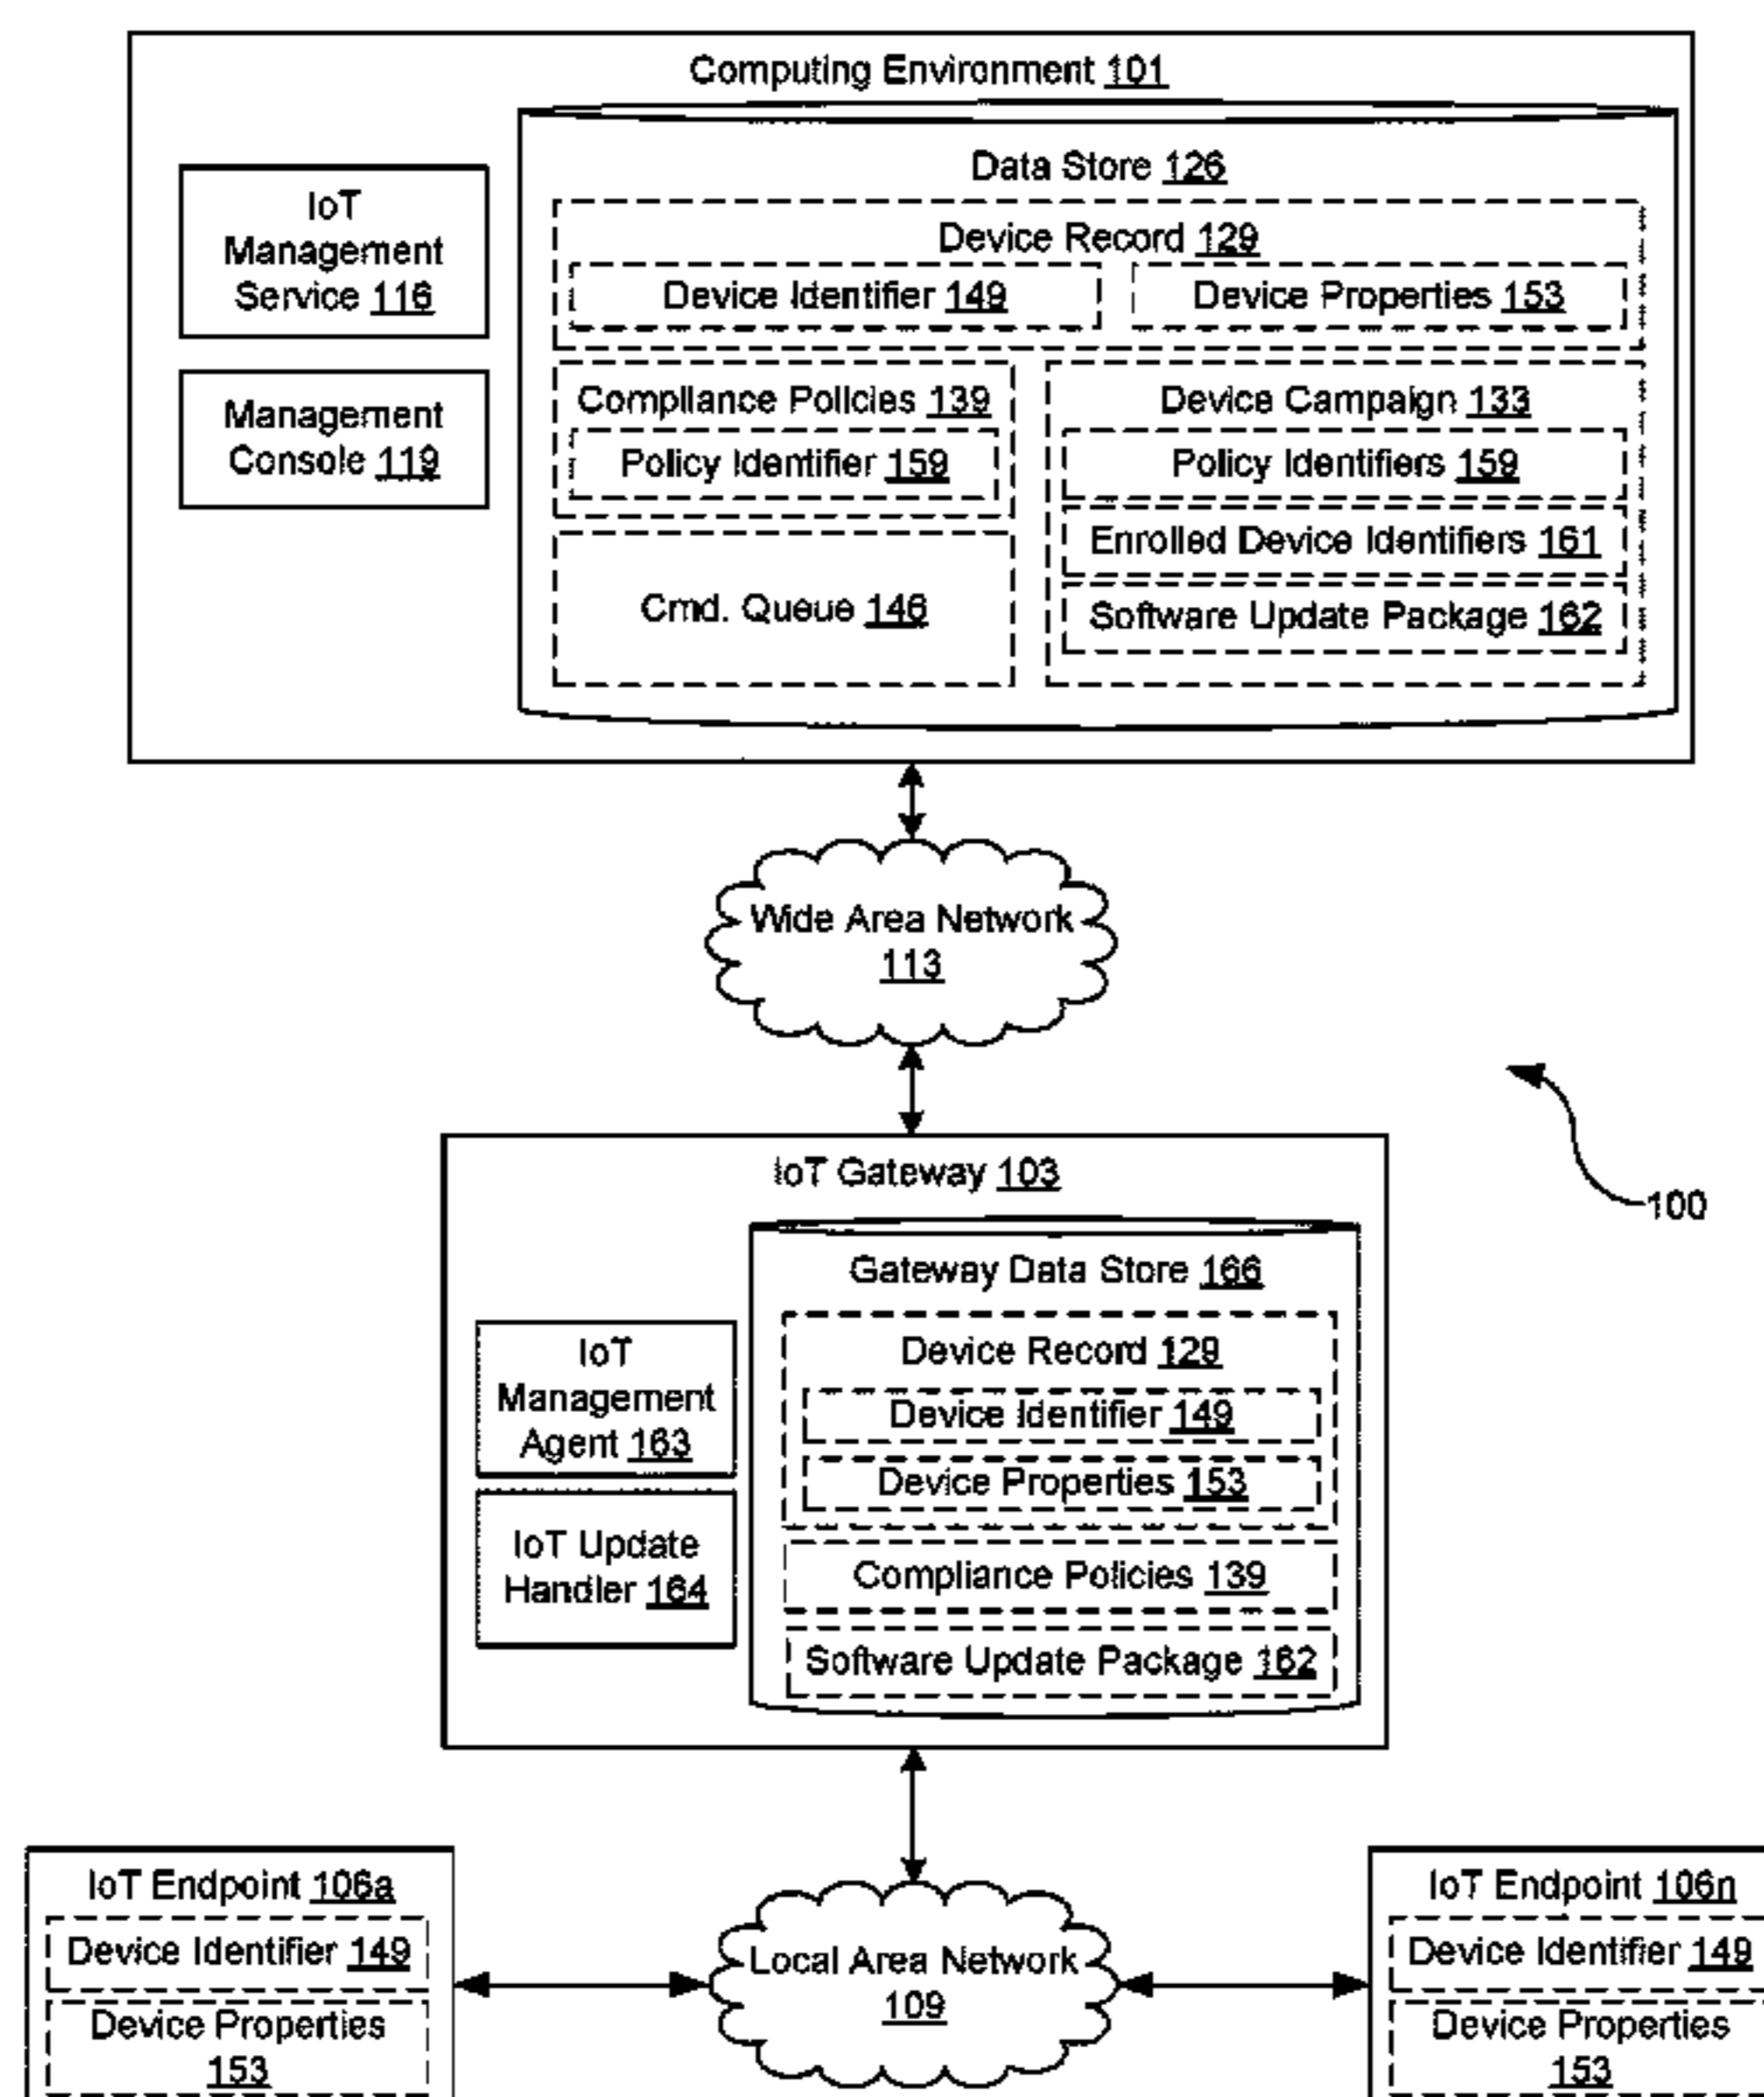 Computing Environment 101
IoT
Management
Service 116
Management
Console 119
Data Store 126
Device Record 129
Device Identifier 149
Device Properties 153
Compliance Policies 139
Policy Identifier 159
Cmd. Queue 146
Device Campaign 133
Policy Identifiers 159
Enrolled Device Identifiers 161
Software Update Package 162
Wide Area Network
113
100
IoT Gateway 103
IoT
Management
Agent 163
IoT Update
Handler 164
Gateway Data Store 166
Device Record 129
Device Identifier 149
Device Properties 153
Compliance Policies 139
Software Update Package 162
IoT Endpoint 106a
Device Identifier 149
Device Properties
153
Local Area Network
109
IoT Endpoint 106n
Device Identifier 149
Device Properties
153